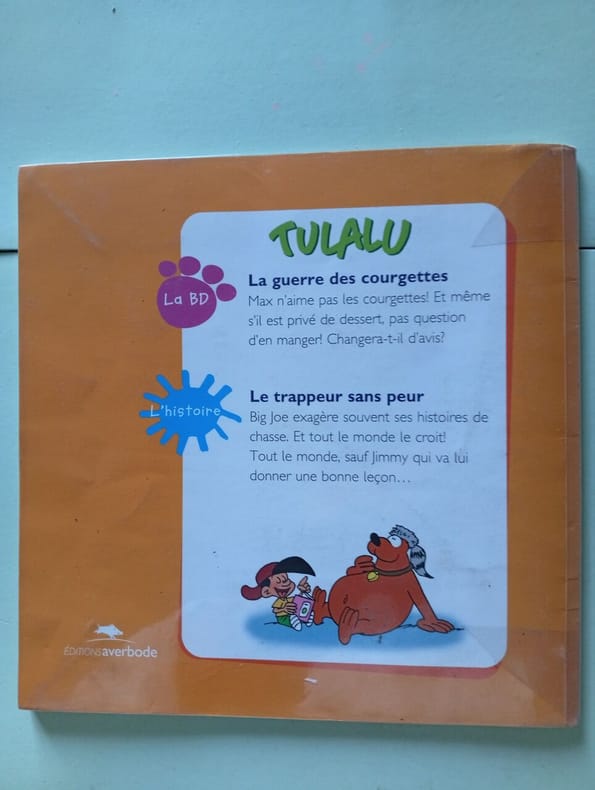 TULALU
La BD
La guerre des courgettes
Max n'aime pas les courgettes! Et même
s'il est privé de dessert, pas question
d'en manger! Changera-t-il d'avis?
L'histoire
Le trappeur sans peur
Big Joe exagère souvent ses histoires de
chasse. Et tout le monde le croit!
Tout le monde, sauf Jimmy qui va lui
donner une bonne leçon...
ÉDITIONS averbode